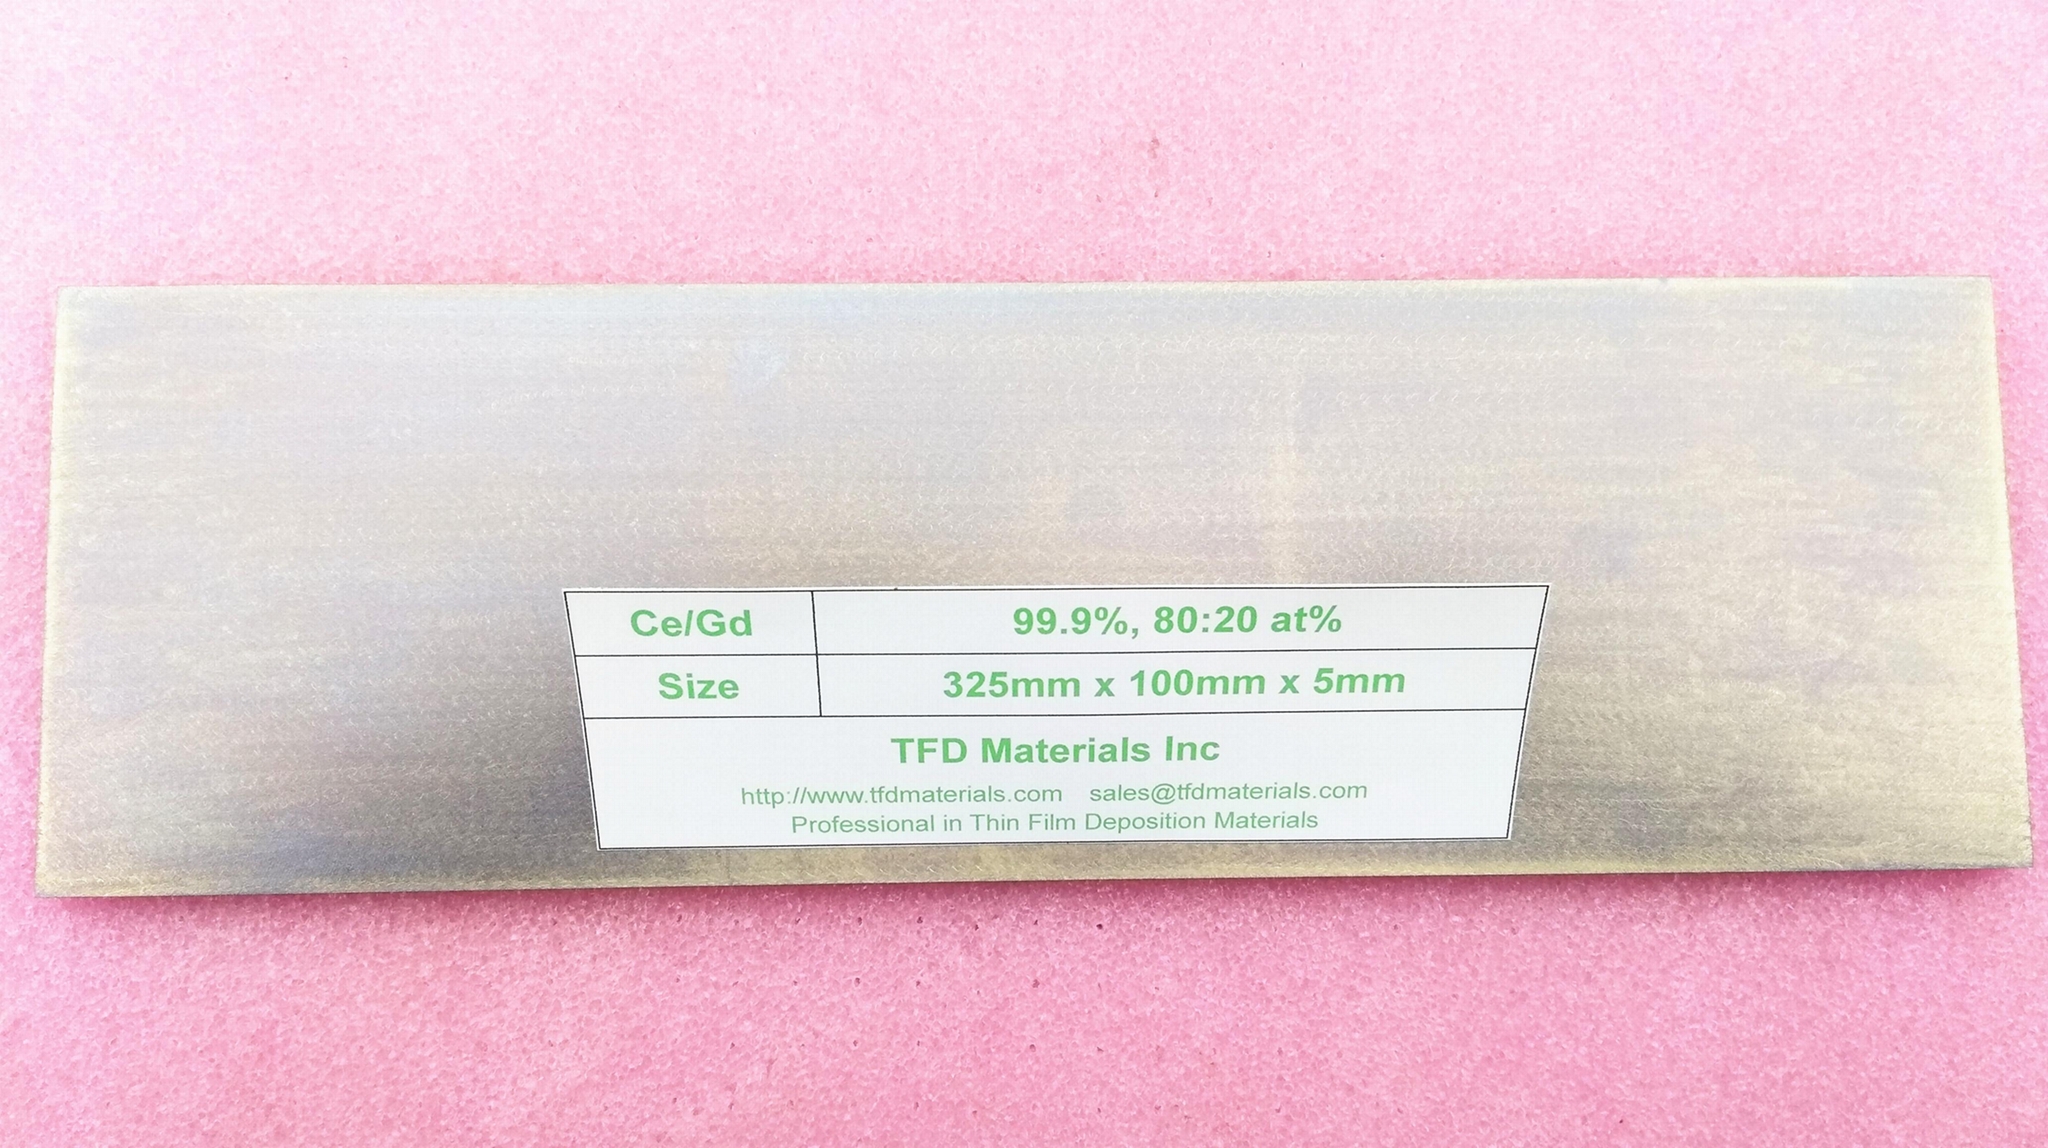 Ce/Gd 99.9%, 80:20 at%
Size 325mm x 100mm x 5mm
TFD Materials Inc
http://www.tfdmaterials.com sales@tfdmaterials.com
Professional in Thin Film Deposition Materials